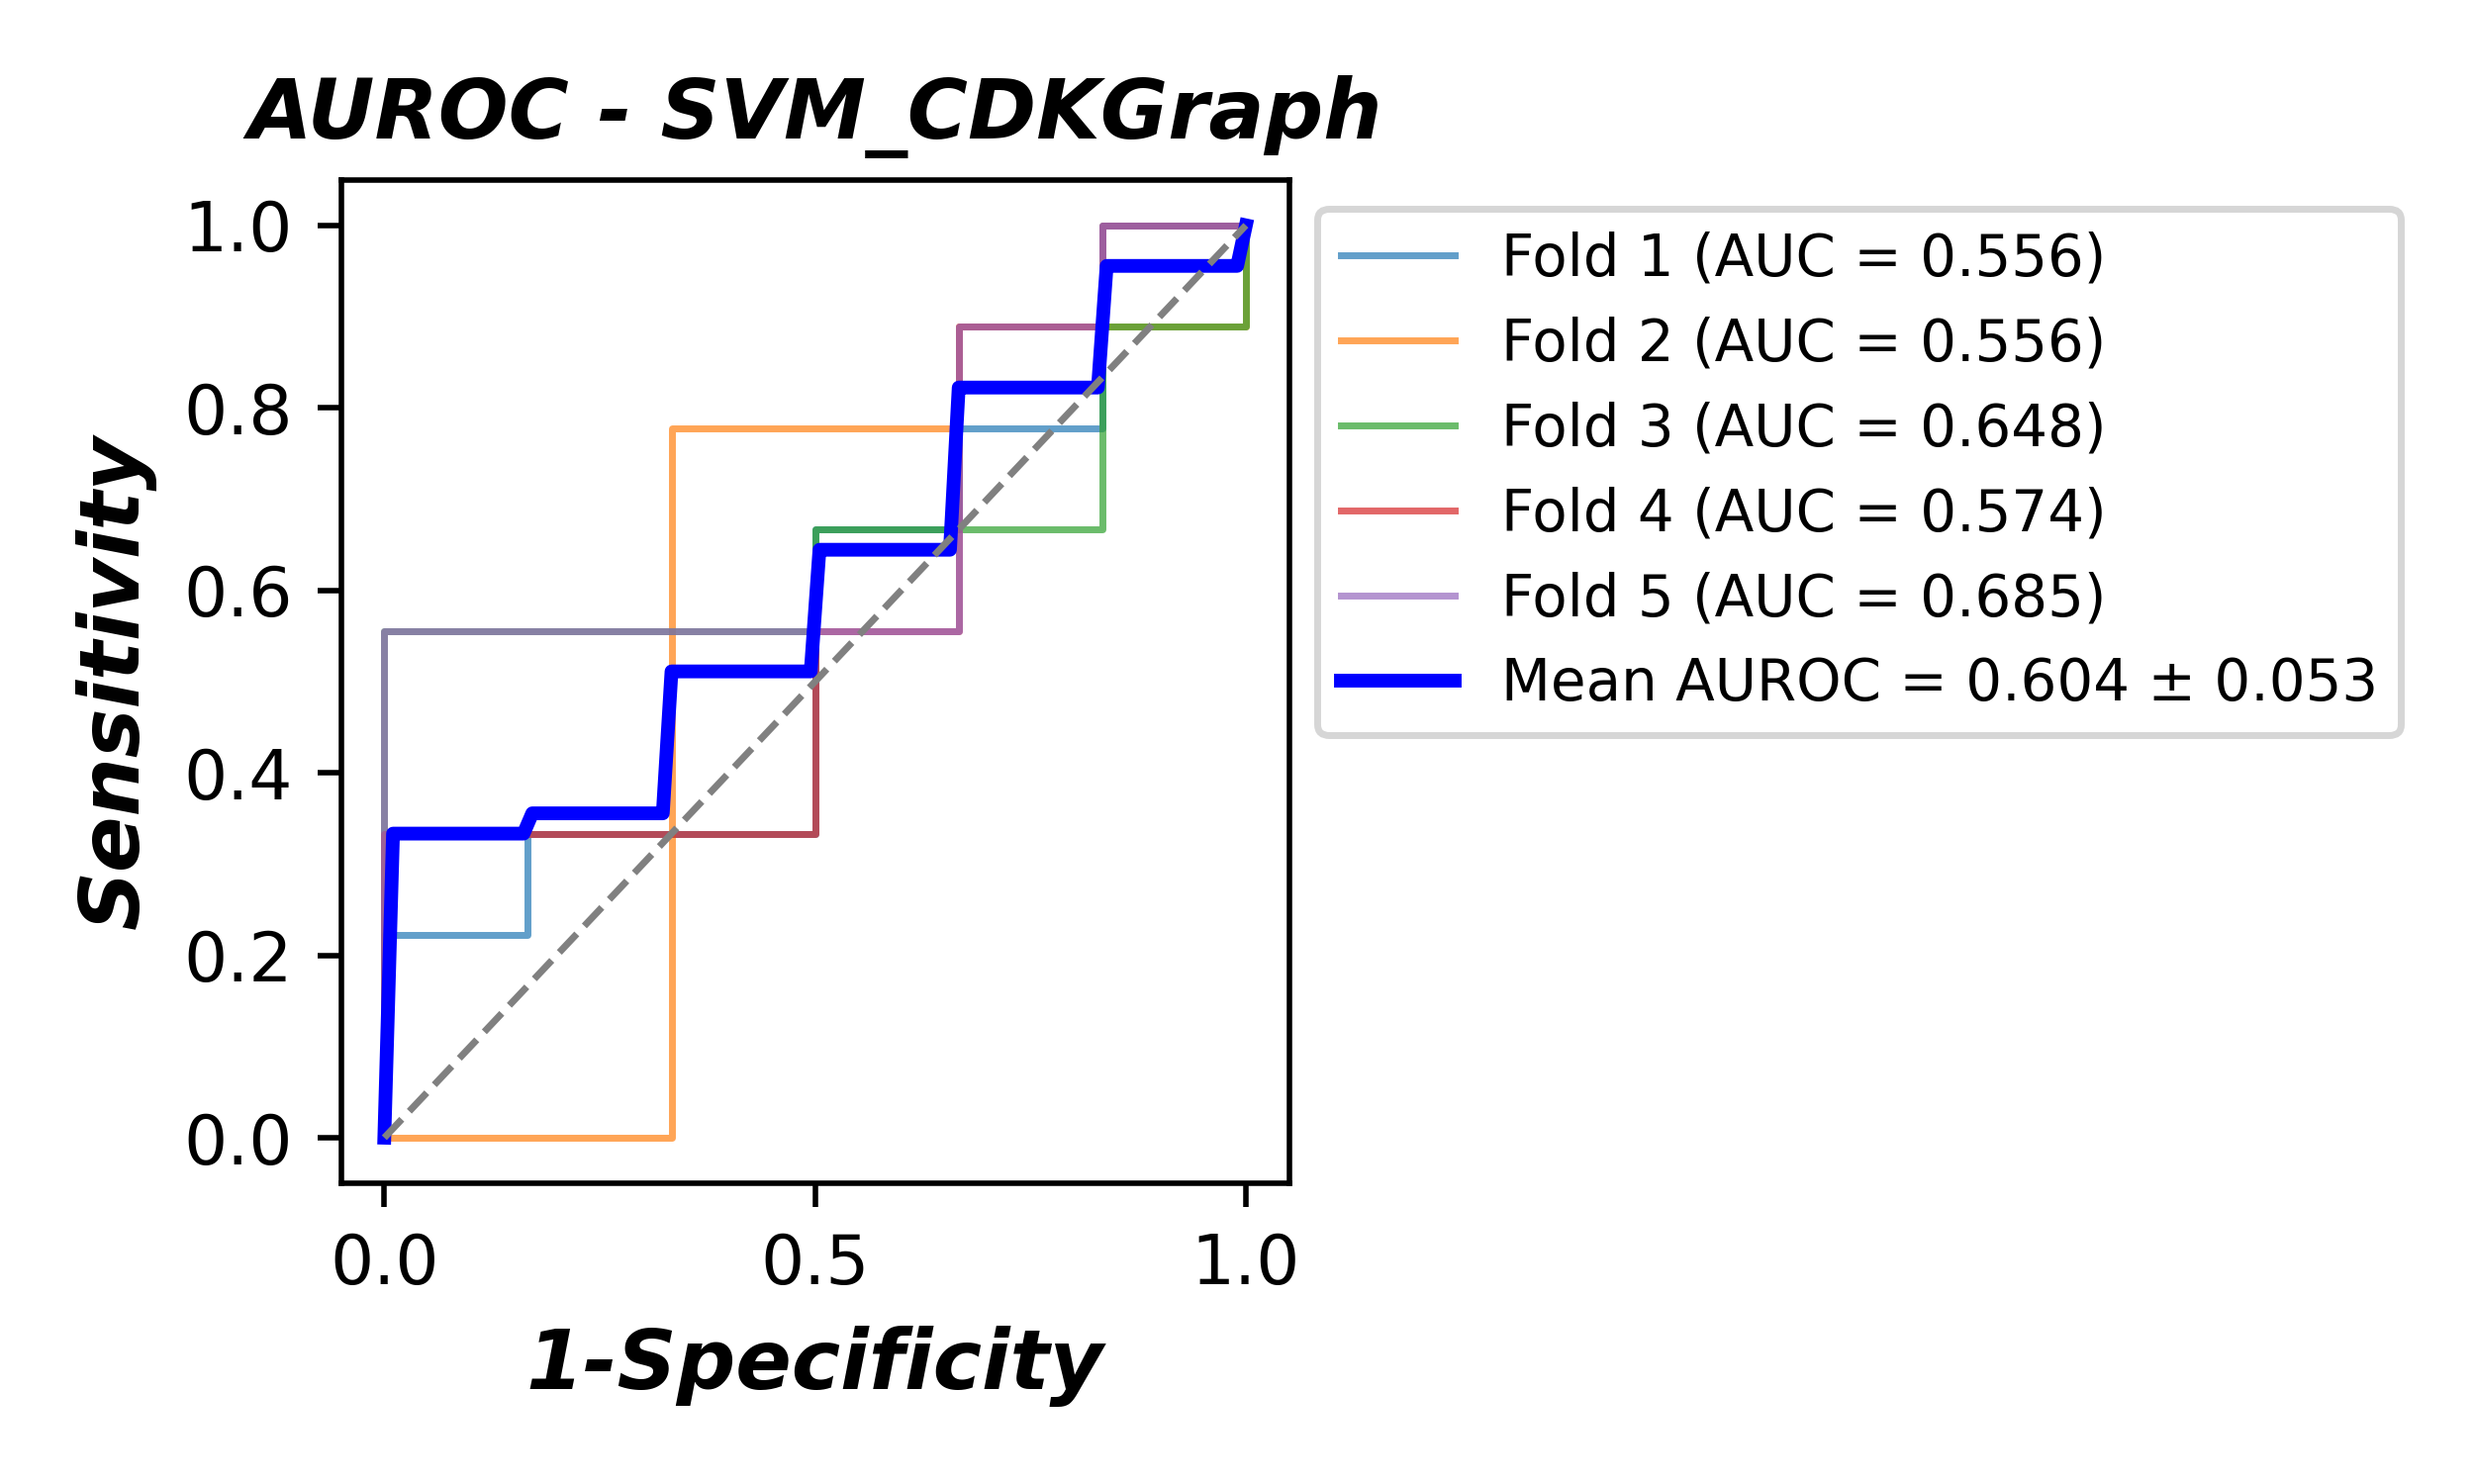 AUROC - SVM_CDKGraph
1.0
0.8
0.6
0.4
0.2
0.0
Sensitivity
0.0 0.5 1.0
1-Specificity
Fold 1 (AUC = 0.556)
Fold 2 (AUC = 0.556)
Fold 3 (AUC = 0.648)
Fold 4 (AUC = 0.574)
Fold 5 (AUC = 0.685)
Mean AUROC = 0.604 ± 0.053